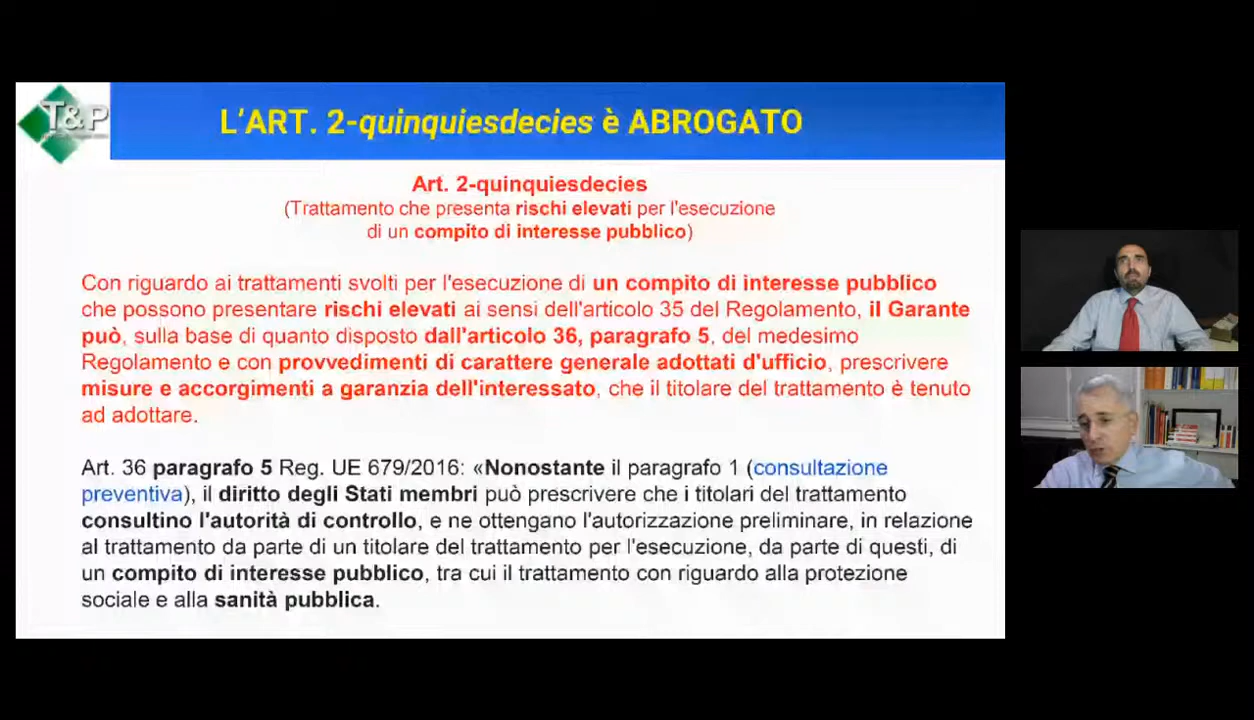 T&P
L'ART. 2-quinquiesdecies è ABROGATO
Art. 2-quinquiesdecies
(Trattamento che presenta rischi elevati per l'esecuzione
di un compito di interesse pubblico)
Con riguardo ai trattamenti svolti per l'esecuzione di un compito di interesse pubblico
che possono presentare rischi elevati ai sensi dell'articolo 35 del Regolamento, il Garante
può, sulla base di quanto disposto dall'articolo 36, paragrafo 5, del medesimo
Regolamento e con provvedimenti di carattere generale adottati d'ufficio, prescrivere
misure e accorgimenti a garanzia dell'interessato, che il titolare del trattamento è tenuto
ad adottare.
Art. 36 paragrafo 5 Reg. UE 679/2016: «Nonostante il paragrafo 1 (consultazione
preventiva), il diritto degli Stati membri può prescrivere che i titolari del trattamento
consultino l'autorità di controllo, e ne ottengano l'autorizzazione preliminare, in relazione
al trattamento da parte di un titolare del trattamento per l'esecuzione, da parte di questi, di
un compito di interesse pubblico, tra cui il trattamento con riguardo alla protezione
sociale e alla sanità pubblica.